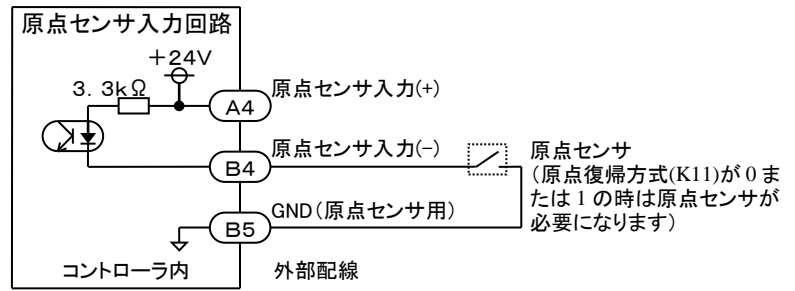 原点センサ入力回路
+24V
3.3kΩ
A4
原点センサ入力(+)
B4
原点センサ入力(-)
原点センサ
(原点復帰方式(K11)が 0 ま
たは 1 の時は原点センサが
必要になります)
B5
GND(原点センサ用)
コントローラ内
外部配線